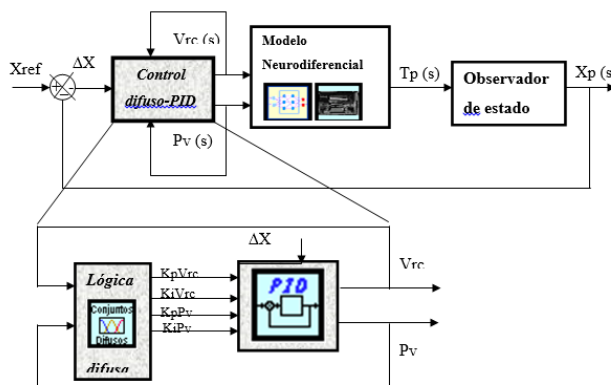 Vrc (s)
Xref
ΔX
Control
difuso-PID
Pv (s)
Modelo
Neurodiferencial
Tp (s)
Observador
de estado
Xp (s)
ΔX
Lógica
Conjuntos
Difusos
difusa
KpVrc
KiVrc
KpPv
KiPv
PID
Vrc
Pv